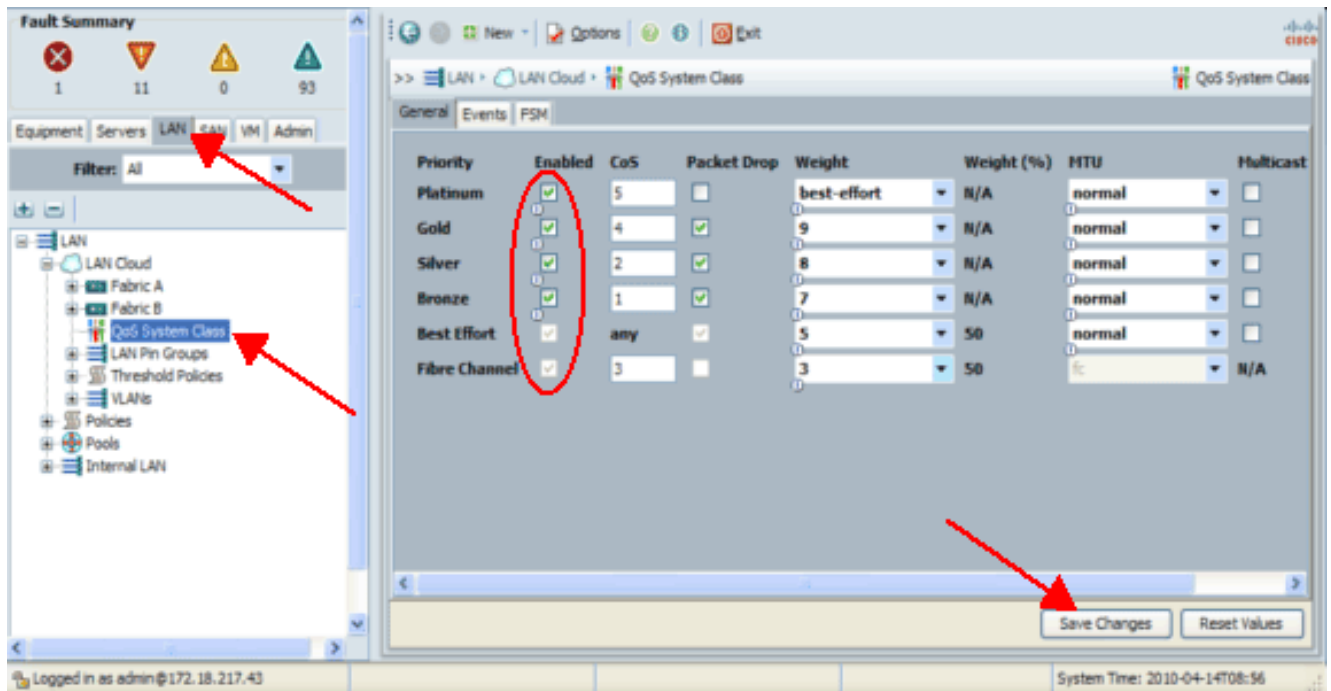 Fault Summary
1 11 0 93
Equipment Servers LAN SAN VM Admin
Filter: All
LAN
LAN Cloud
Fabric A
Fabric B
QoS System Class
LAN Pin Groups
Threshold Policies
VLANs
Policies
Pools
Internal LAN
New Options Exit
CISCO
>> LAN LAN Cloud QoS System Class QoS System Class
General Events FSM
Priority Enabled CoS Packet Drop Weight Weight (%) MTU Multicast
Platinum 5 best-effort N/A normal
Gold 4 9 N/A normal
Silver 2 8 N/A normal
Bronze 1 7 N/A normal
Best Effort any 5 50 normal
Fibre Channel 3 3 50 fc N/A
Save Changes Reset Values
Logged in as admin@172.18.217.43 System Time: 2010-04-14T08:56